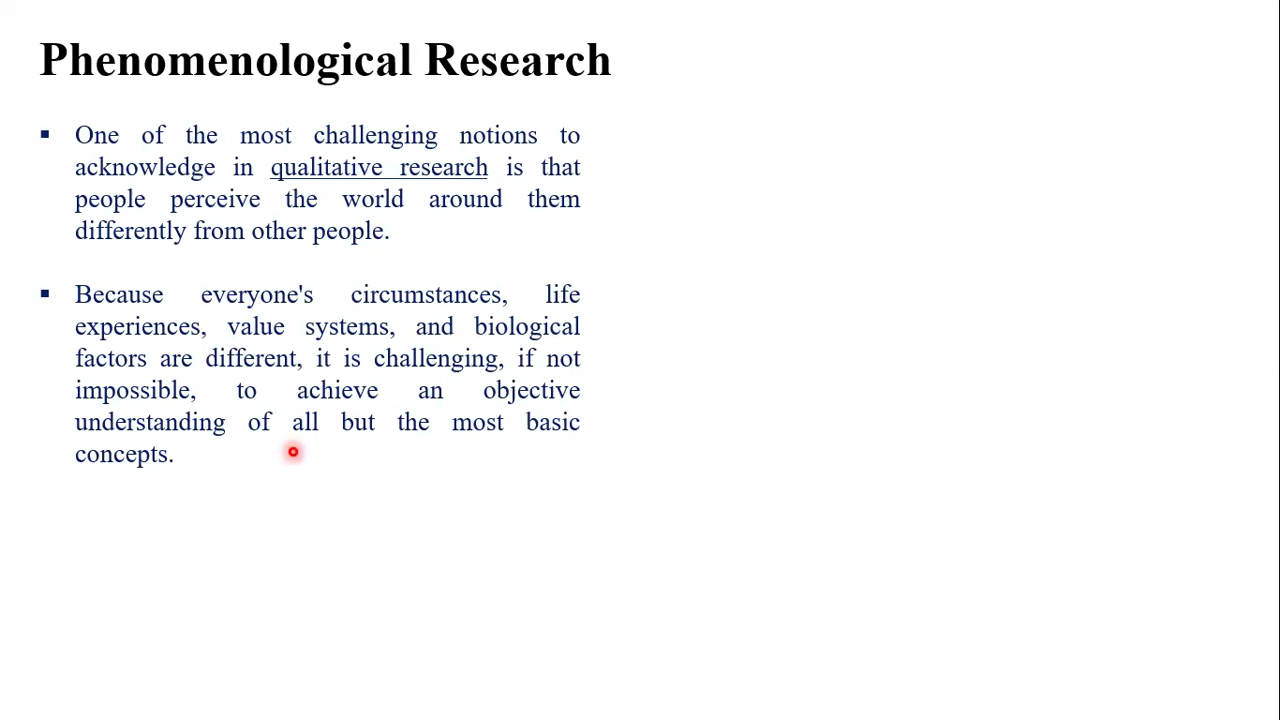 Phenomenological Research
▪ One of the most challenging notions to
acknowledge in qualitative research is that
people perceive the world around them
differently from other people.
▪ Because everyone's circumstances, life
experiences, value systems, and biological
factors are different, it is challenging, if not
impossible, to achieve an objective
understanding of all but the most basic
concepts.